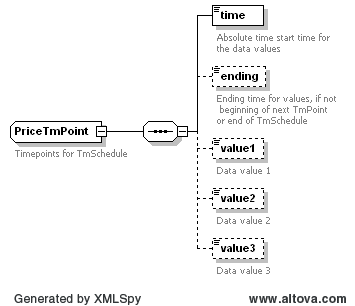 time
Absolute time start time for
the data values
ending
Ending time for values, if not
beginning of next TmPoint
or end of TmSchedule
PriceTmPoint
Timepoints for TmSchedule
value1
Data value 1
value2
Data value 2
value3
Data value 3
Generated by XMLSpy
www.altova.com